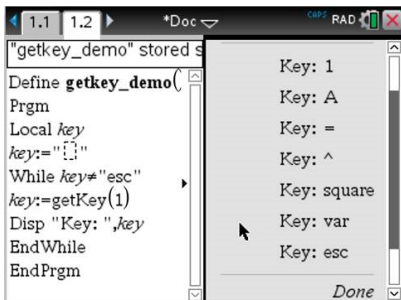 1.1 1.2 *Doc CAPS RAD
"getkey_demo" stored s
Define getkey_demo(
Prgm
Local key
key:=" "
While key≠"esc"
key:=getKey(1)
Disp "Key: ",key
EndWhile
EndPrgm
Key: 1
Key: A
Key: =
Key: ^
Key: square
Key: var
Key: esc
Done